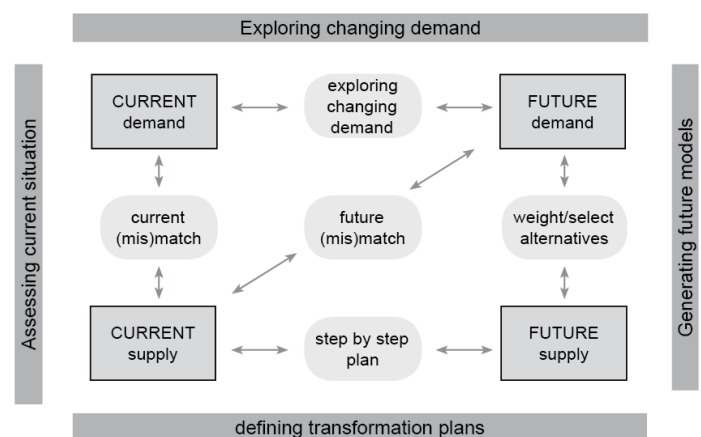 Exploring changing demand
Assessing current situation
CURRENT
demand
exploring
changing
demand
FUTURE
demand
current
(mis)match
future
(mis)match
weight/select
alternatives
CURRENT
supply
step by step
plan
FUTURE
supply
Generating future models
defining transformation plans